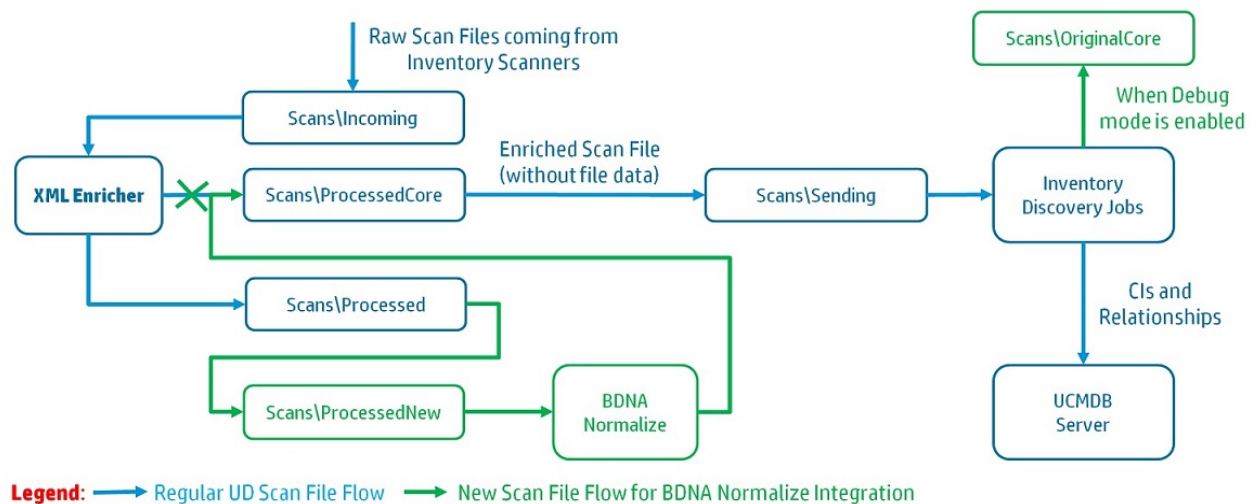 Raw Scan Files coming from
Inventory Scanners
Scans\OriginalCore
When Debug
mode is enabled
Scans\Incoming
XML Enricher
Scans\ProcessedCore
Enriched Scan File
(without file data)
Scans\Sending
Inventory
Discovery Jobs
Scans\Processed
CIs and
Relationships
Scans\ProcessedNew
BDNA
Normalize
UCMDB
Server
Legend: Regular UD Scan File Flow New Scan File Flow for BDNA Normalize Integration